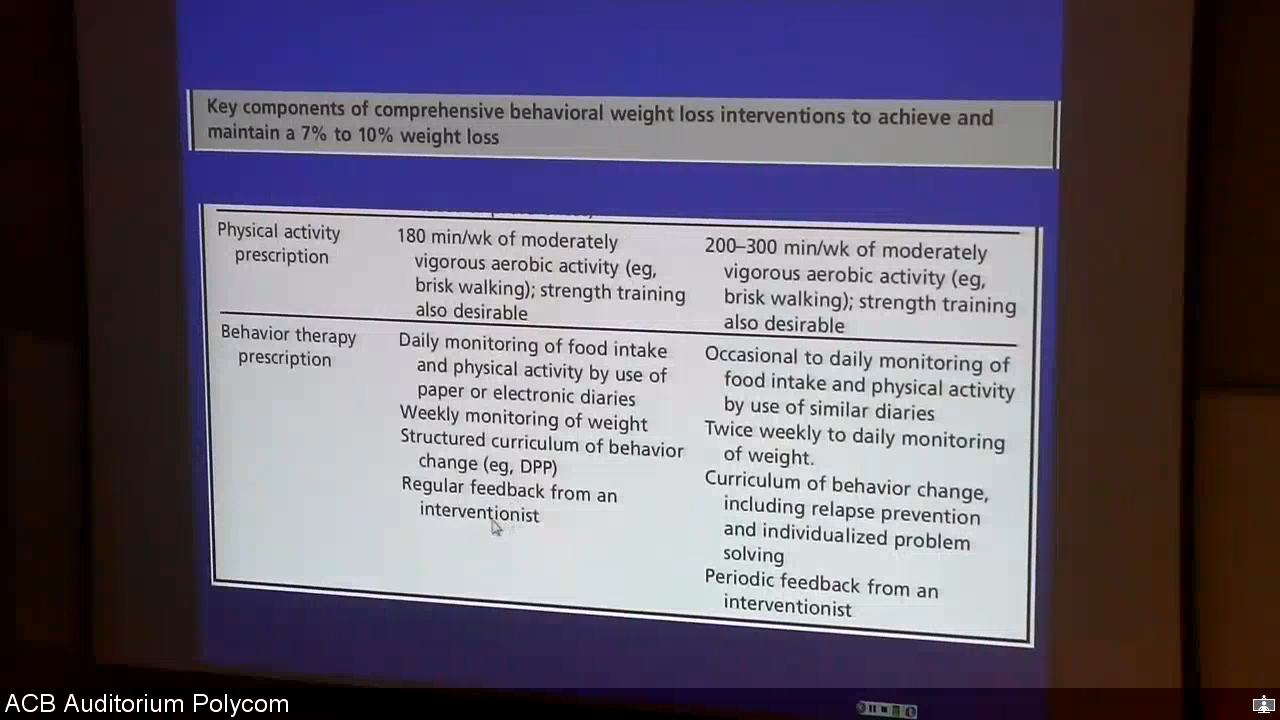 Key components of comprehensive behavioral weight loss interventions to achieve and
maintain a 7% to 10% weight loss
Physical activity
prescription
180 min/wk of moderately
vigorous aerobic activity (eg,
brisk walking); strength training
also desirable
200–300 min/wk of moderately
vigorous aerobic activity (eg,
brisk walking); strength training
also desirable
Behavior therapy
prescription
Daily monitoring of food intake
and physical activity by use of
paper or electronic diaries
Weekly monitoring of weight
Structured curriculum of behavior
change (eg, DPP)
Regular feedback from an
interventionist
Occasional to daily monitoring of
food intake and physical activity
by use of similar diaries
Twice weekly to daily monitoring
of weight.
Curriculum of behavior change,
including relapse prevention
and individualized problem
solving
Periodic feedback from an
interventionist
ACB Auditorium Polycom